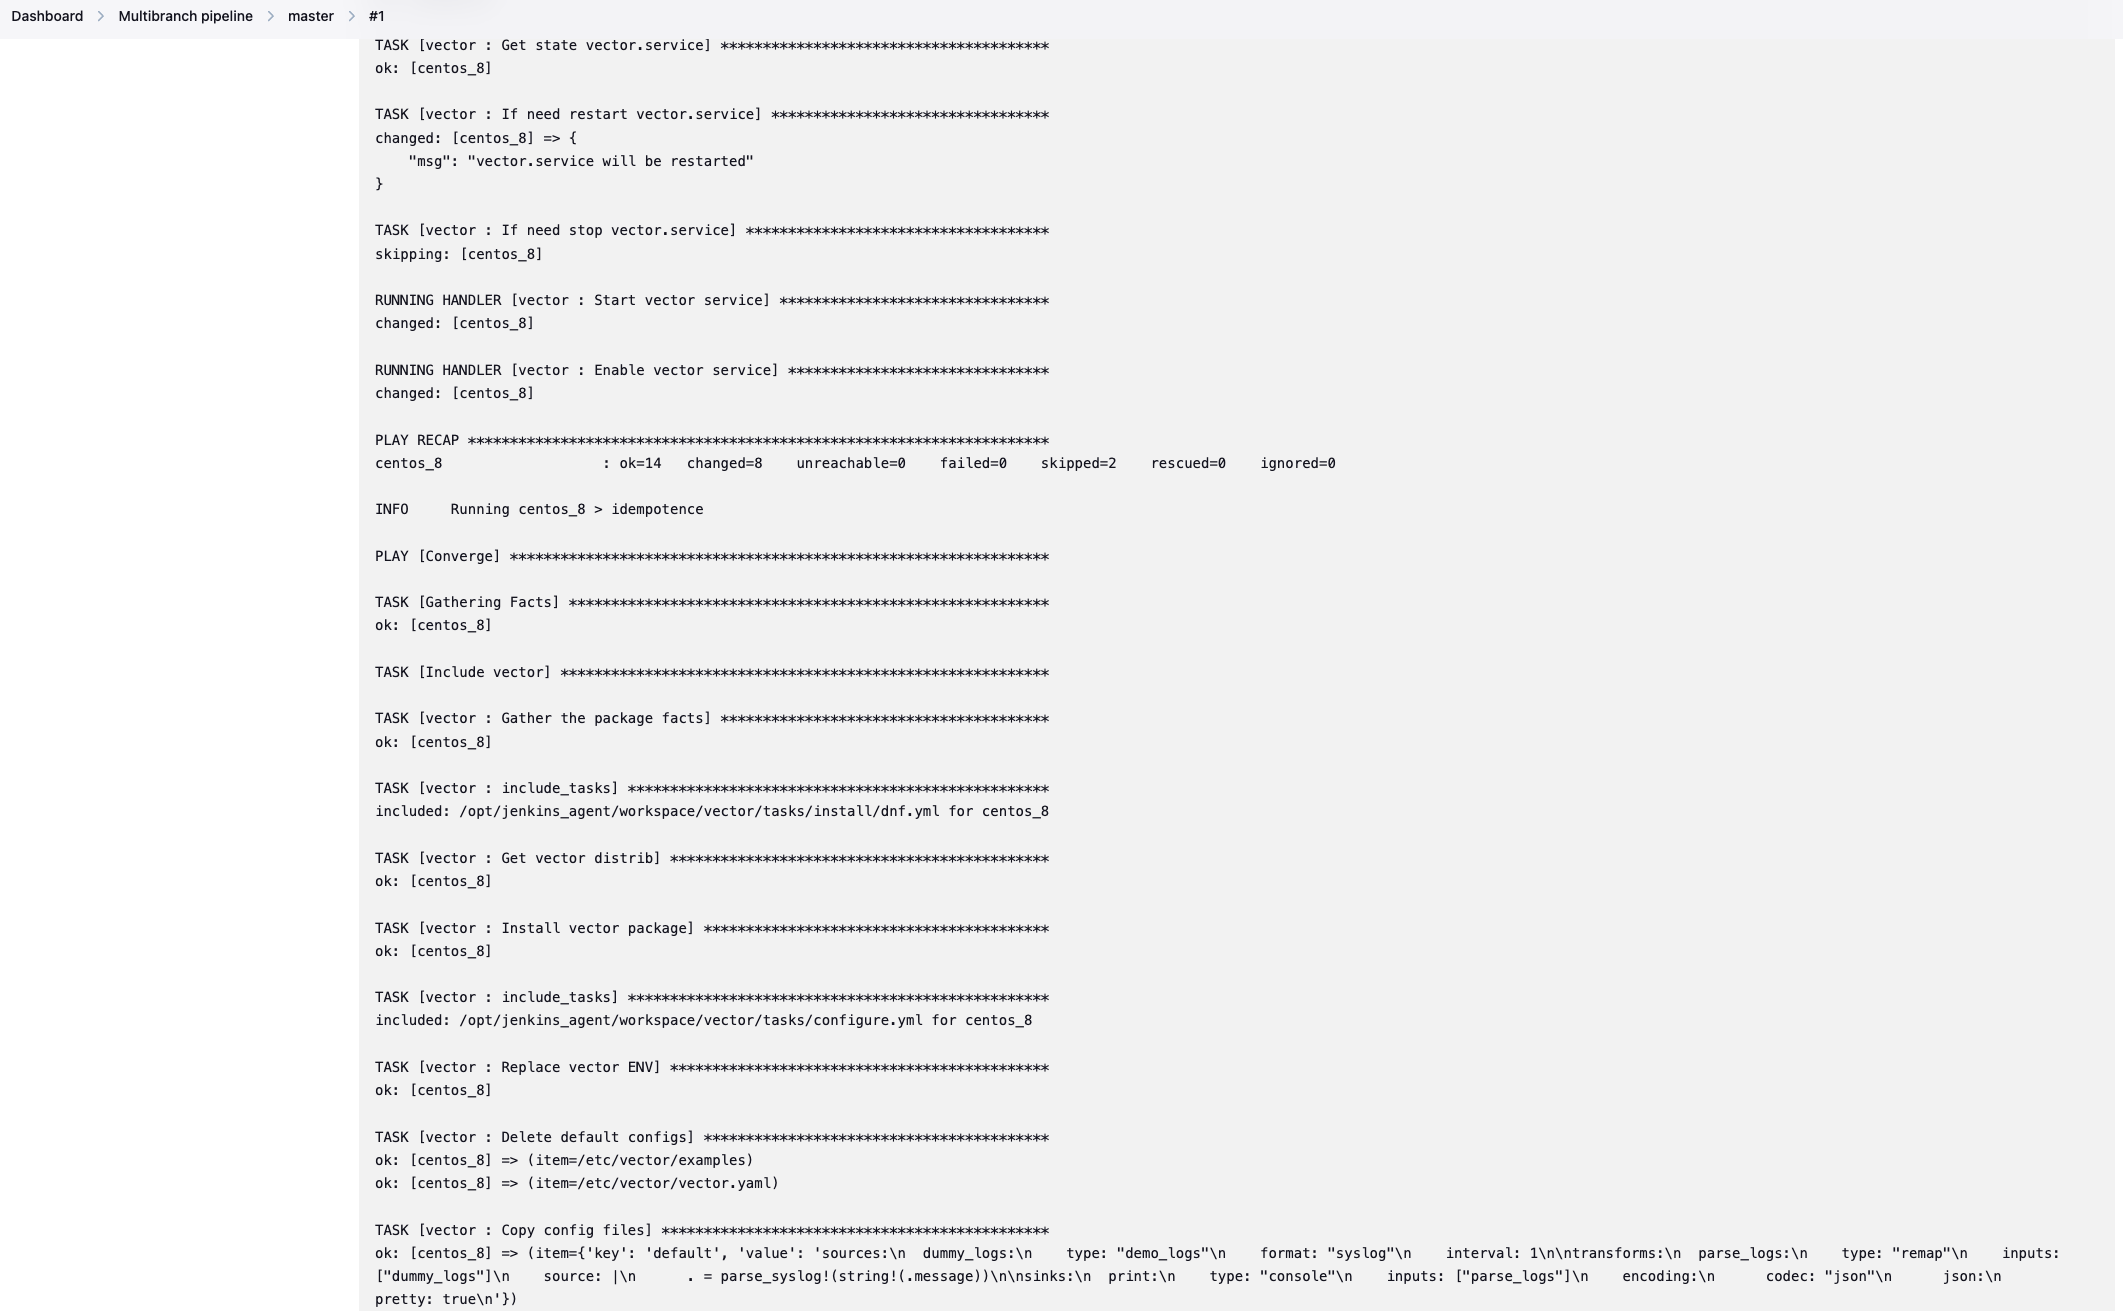 Dashboard > Multibranch pipeline > master > #1
TASK [vector : Get state vector.service] ***************************************
ok: [centos_8]
TASK [vector : If need restart vector.service] *********************************
changed: [centos_8] => {
    "msg": "vector.service will be restarted"
}
TASK [vector : If need stop vector.service] ************************************
skipping: [centos_8]
RUNNING HANDLER [vector : Start vector service] ********************************
changed: [centos_8]
RUNNING HANDLER [vector : Enable vector service] *******************************
changed: [centos_8]
PLAY RECAP *********************************************************************
centos_8                   : ok=14   changed=8    unreachable=0    failed=0    skipped=2    rescued=0    ignored=0
INFO     Running centos_8 > idempotence
PLAY [Converge] ****************************************************************
TASK [Gathering Facts] *********************************************************
ok: [centos_8]
TASK [Include vector] **********************************************************
TASK [vector : Gather the package facts] ***************************************
ok: [centos_8]
TASK [vector : include_tasks] **************************************************
included: /opt/jenkins_agent/workspace/vector/tasks/install/dnf.yml for centos_8
TASK [vector : Get vector distrib] *********************************************
ok: [centos_8]
TASK [vector : Install vector package] *****************************************
ok: [centos_8]
TASK [vector : include_tasks] **************************************************
included: /opt/jenkins_agent/workspace/vector/tasks/configure.yml for centos_8
TASK [vector : Replace vector ENV] *********************************************
ok: [centos_8]
TASK [vector : Delete default configs] *****************************************
ok: [centos_8] => (item=/etc/vector/examples)
ok: [centos_8] => (item=/etc/vector/vector.yaml)
TASK [vector : Copy config files] **********************************************
ok: [centos_8] => (item={'key': 'default', 'value': 'sources:\n  dummy_logs:\n    type: "demo_logs"\n    format: "syslog"\n    interval: 1\n\ntransforms:\n  parse_logs:\n    type: "remap"\n    inputs:
["dummy_logs"]\n    source: |\n      . = parse_syslog!(string!(.message))\n\nsinks:\n  print:\n    type: "console"\n    inputs: ["parse_logs"]\n    encoding:\n      codec: "json"\n      json:\n
pretty: true\n'})